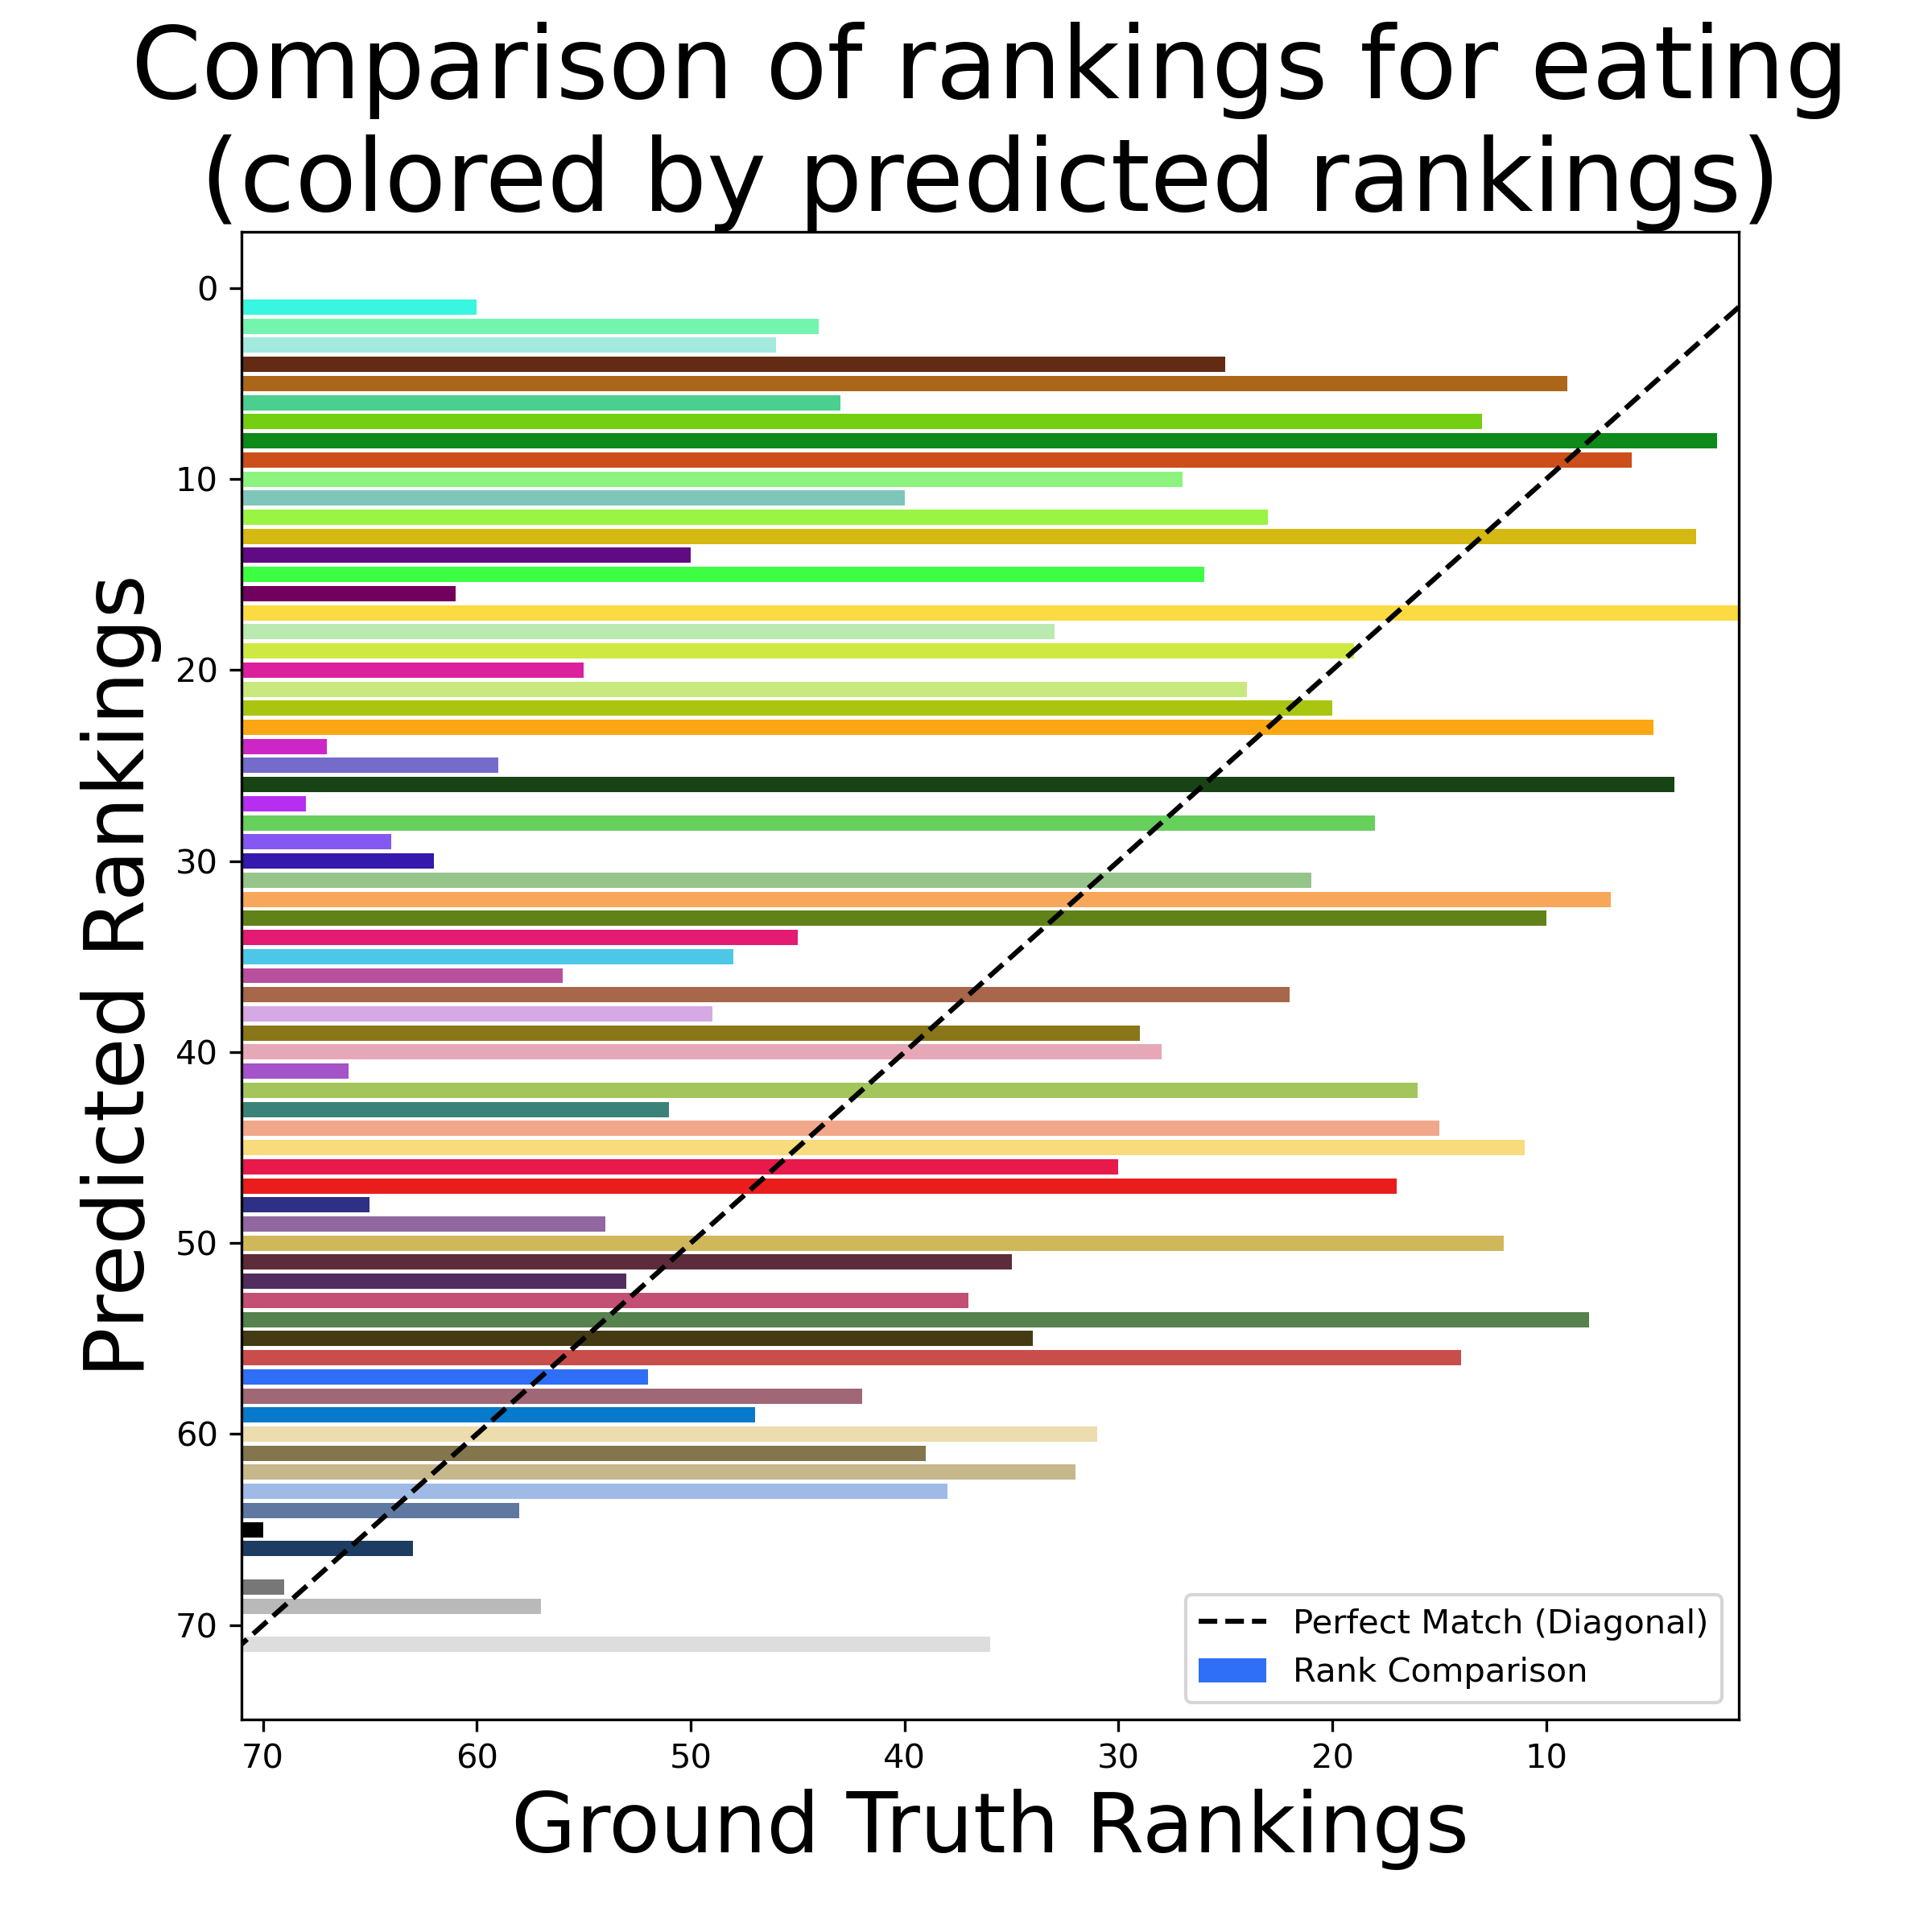 Comparison of rankings for eating
(colored by predicted rankings)
Predicted Rankings
0
10
20
30
40
50
60
70
Perfect Match (Diagonal)
Rank Comparison
70 60 50 40 30 20 10
Ground Truth Rankings